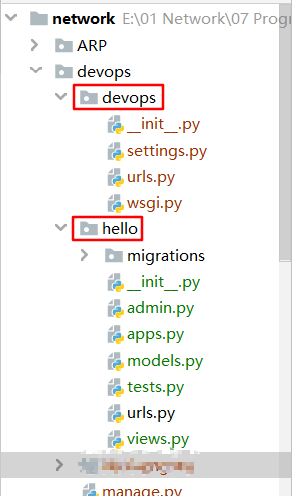 network E:\01 Network\07 Progr
ARP
devops
devops
__init__.py
settings.py
urls.py
wsgi.py
hello
migrations
__init__.py
admin.py
apps.py
models.py
tests.py
urls.py
views.py
manage.py